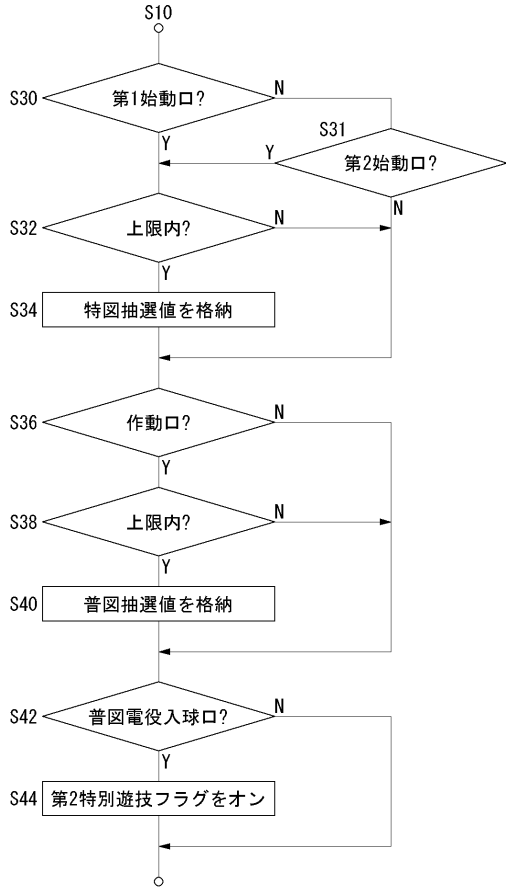 S10
S30
第1始動口?
N
Y
S31
第2始動口?
Y
N
S32
上限内?
N
Y
S34
特図抽選値を格納
S36
作動口?
N
Y
S38
上限内?
N
Y
S40
普図抽選値を格納
S42
普図電役入球口?
N
Y
S44
第2特別遊技フラグをオン